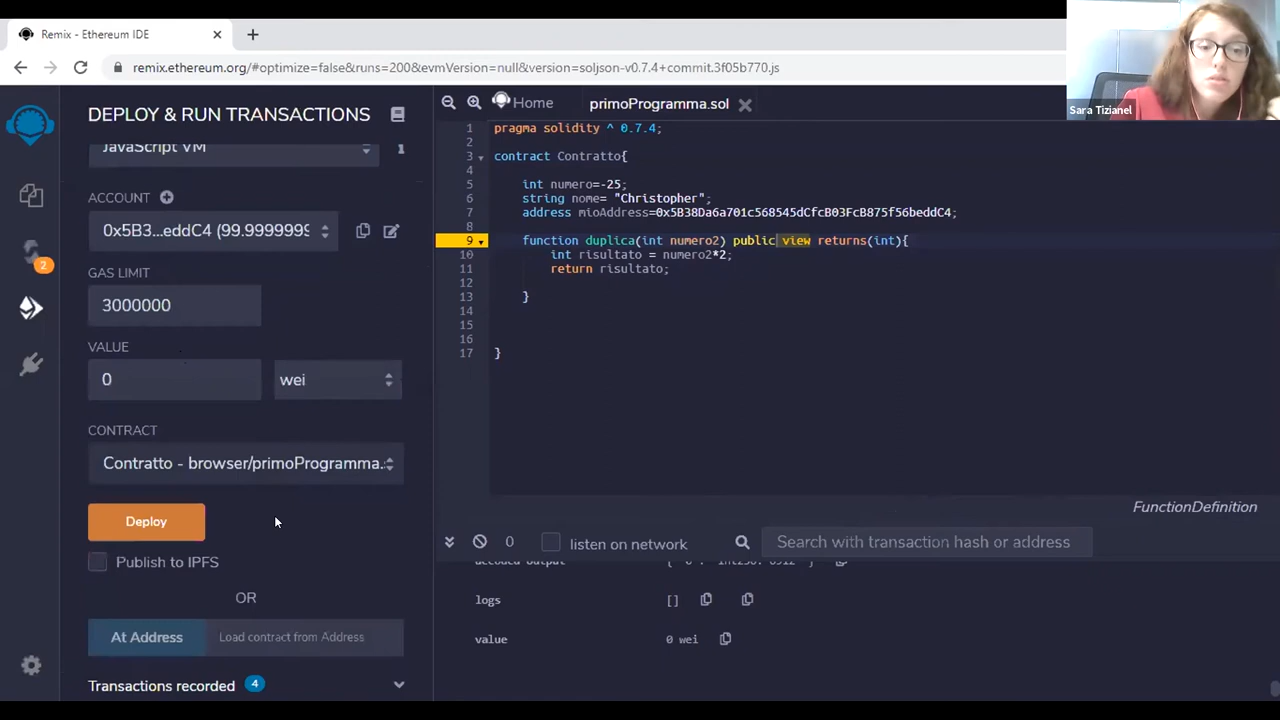 Remix - Ethereum IDE
remix.ethereum.org/#optimize=false&runs=200&evmVersion=null&version=soljson-v0.7.4+commit.3f05b770.js
Sara Tizianel
DEPLOY & RUN TRANSACTIONS
JavaScript VM
ACCOUNT
0x5B3...eddC4 (99.9999999
GAS LIMIT
3000000
VALUE
0
wei
CONTRACT
Contratto - browser/primoProgramma.
Deploy
Publish to IPFS
OR
At Address
Load contract from Address
Transactions recorded
4
2
Home
primoProgramma.sol
1 pragma solidity ^ 0.7.4;
2
3 contract Contratto{
4
5 int numero=-25;
6 string nome= "Christopher";
7 address mioAddress=0x5B38Da6a701c568545dCfcB03FcB875f56beddC4;
8
9 function duplica(int numero2) public view returns(int){
10 int risultato = numero2*2;
11 return risultato;
12
13 }
14
15
16
17 }
FunctionDefinition
0
listen on network
Search with transaction hash or address
logs
[]
value
0 wei